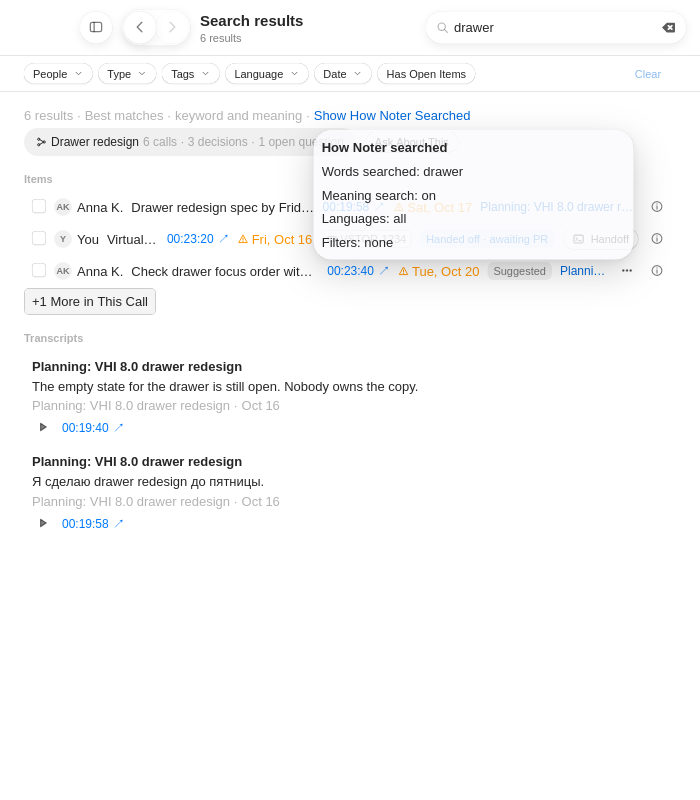 Search results
6 results
drawer
People
Type
Tags
Language
Date
Has Open Items
Clear
6 results · Best matches · keyword and meaning · Show How Noter Searched
Drawer redesign 6 calls · 3 decisions · 1 open question
Ask About This
How Noter searched
Words searched: drawer
Meaning search: on
Languages: all
Filters: none
Items
AK Anna K. Drawer redesign spec by Frid… 00:19:58 ↗ Sat, Oct 17 Planning: VHI 8.0 drawer r…
Y You Virtual… 00:23:20 ↗ Fri, Oct 16 Handed off · awaiting PR Handoff
AK Anna K. Check drawer focus order wit… 00:23:40 ↗ Tue, Oct 20 Suggested Planni… •••
+1 More in This Call
Transcripts
Planning: VHI 8.0 drawer redesign
The empty state for the drawer is still open. Nobody owns the copy.
Planning: VHI 8.0 drawer redesign · Oct 16
00:19:40 ↗
Planning: VHI 8.0 drawer redesign
Я сделаю drawer redesign до пятницы.
Planning: VHI 8.0 drawer redesign · Oct 16
00:19:58 ↗